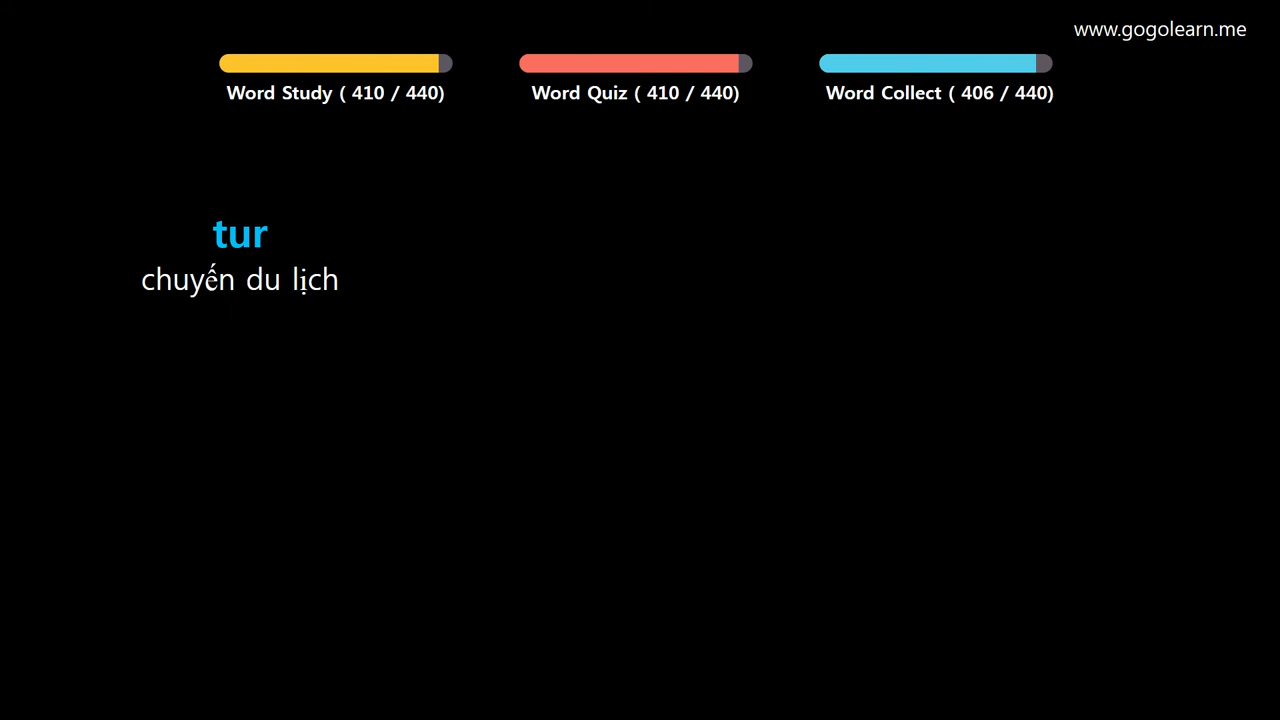 www.gogolearn.me
Word Study ( 410 / 440)
Word Quiz ( 410 / 440)
Word Collect ( 406 / 440)
tur
chuyến du lịch